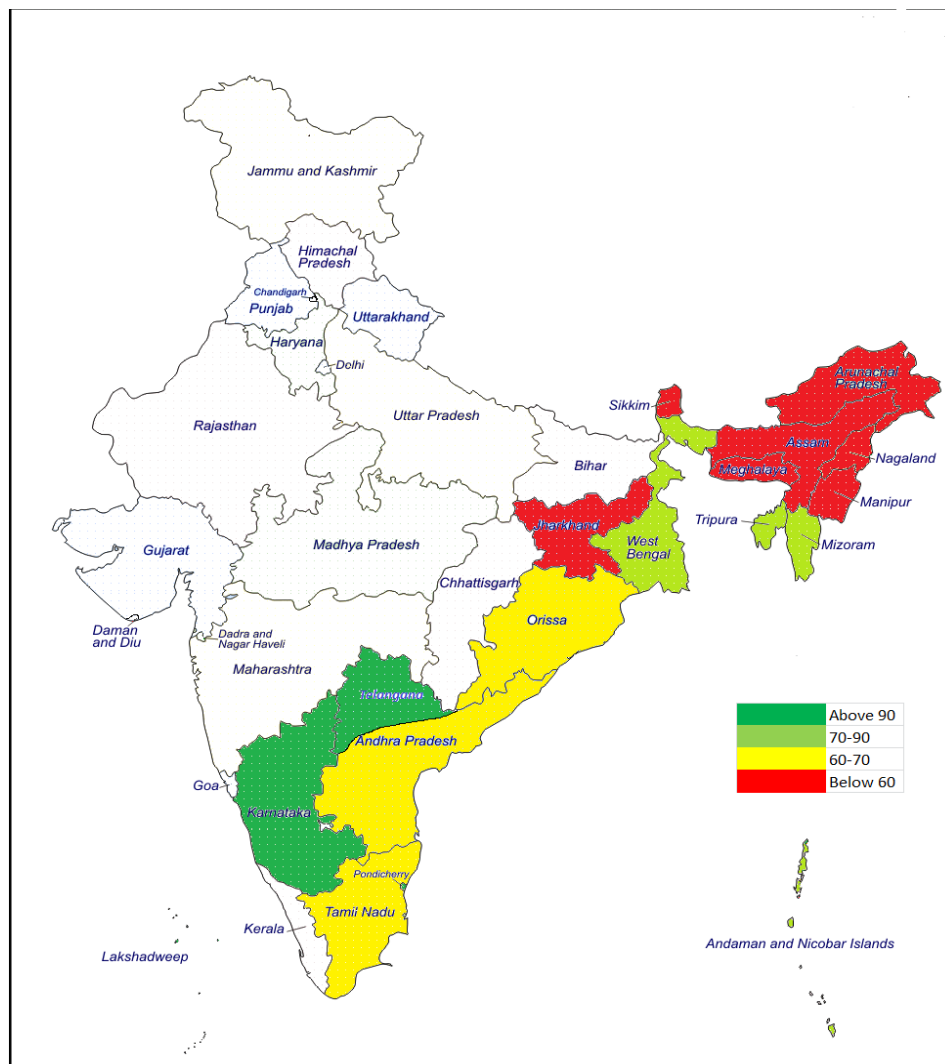 Jammu and Kashmir
Himachal
Pradesh
Chandigarh
Punjab
Uttarakhand
Haryana
Delhi
Rajasthan
Uttar Pradesh
Bihar
Sikkim
Arunachal
Pradesh
Assam
Nagaland
Meghalaya
Manipur
Tripura
Mizoram
Jharkhand
West
Bengal
Gujarat
Madhya Pradesh
Chhattisgarh
Orissa
Daman
and Diu
Dadra and
Nagar Haveli
Maharashtra
Andhra Pradesh
Goa
Karnataka
Pondicherry
Tamil Nadu
Kerala
Lakshadweep
Andaman and Nicobar Islands
Above 90
70-90
60-70
Below 60